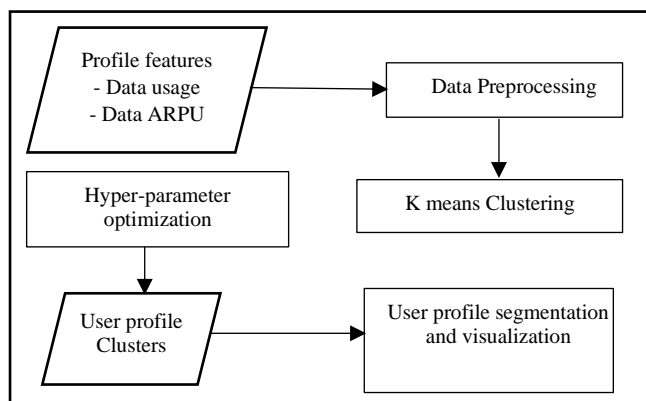 Profile features
- Data usage
- Data ARPU
Data Preprocessing
Hyper-parameter
optimization
K means Clustering
User profile
Clusters
User profile segmentation
and visualization